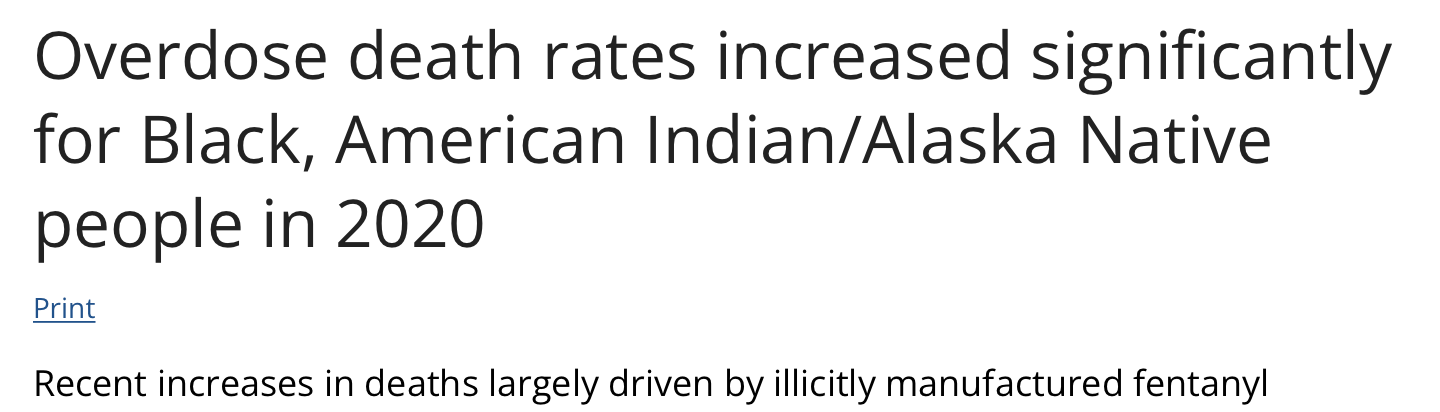 Overdose death rates increased significantly
for Black, American Indian/Alaska Native
people in 2020
Print
Recent increases in deaths largely driven by illicitly manufactured fentanyl